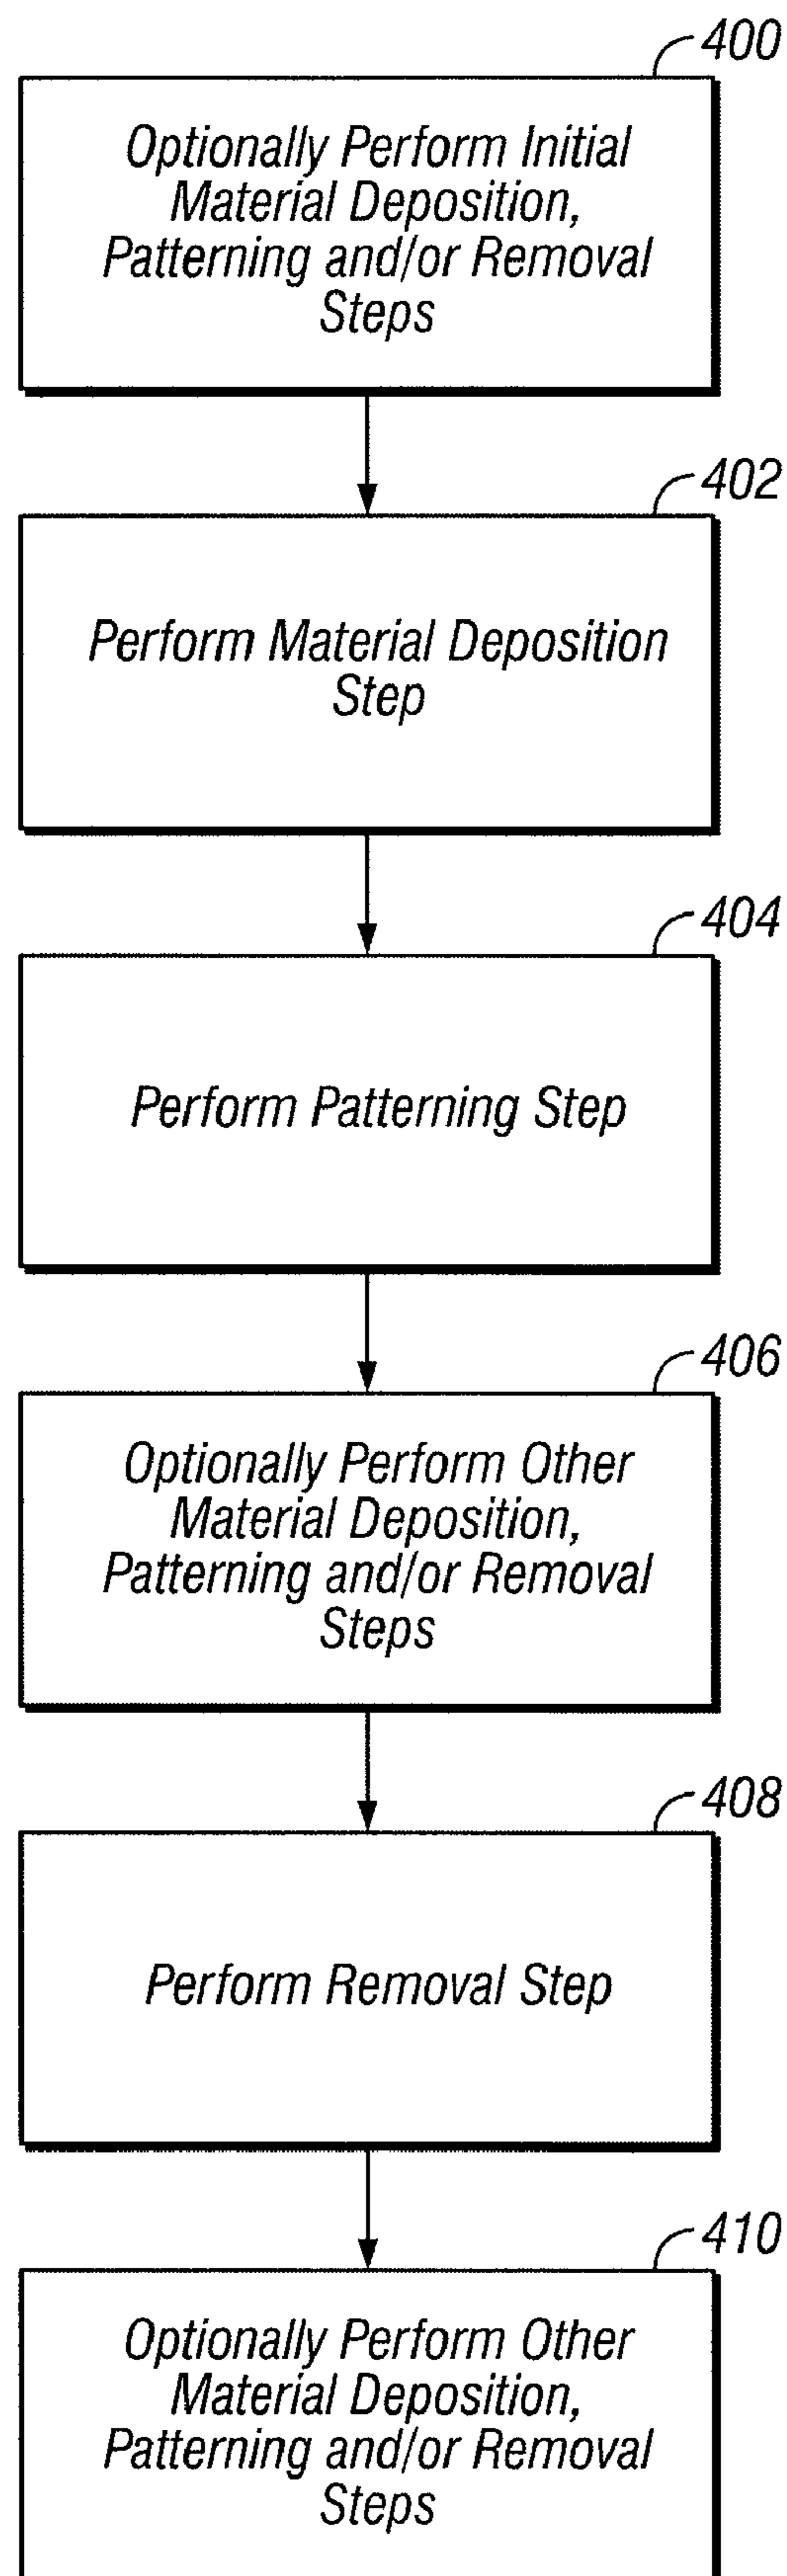 400
Optionally Perform Initial
Material Deposition,
Patterning and/or Removal
Steps
402
Perform Material Deposition
Step
404
Perform Patterning Step
406
Optionally Perform Other
Material Deposition,
Patterning and/or Removal
Steps
408
Perform Removal Step
410
Optionally Perform Other
Material Deposition,
Patterning and/or Removal
Steps